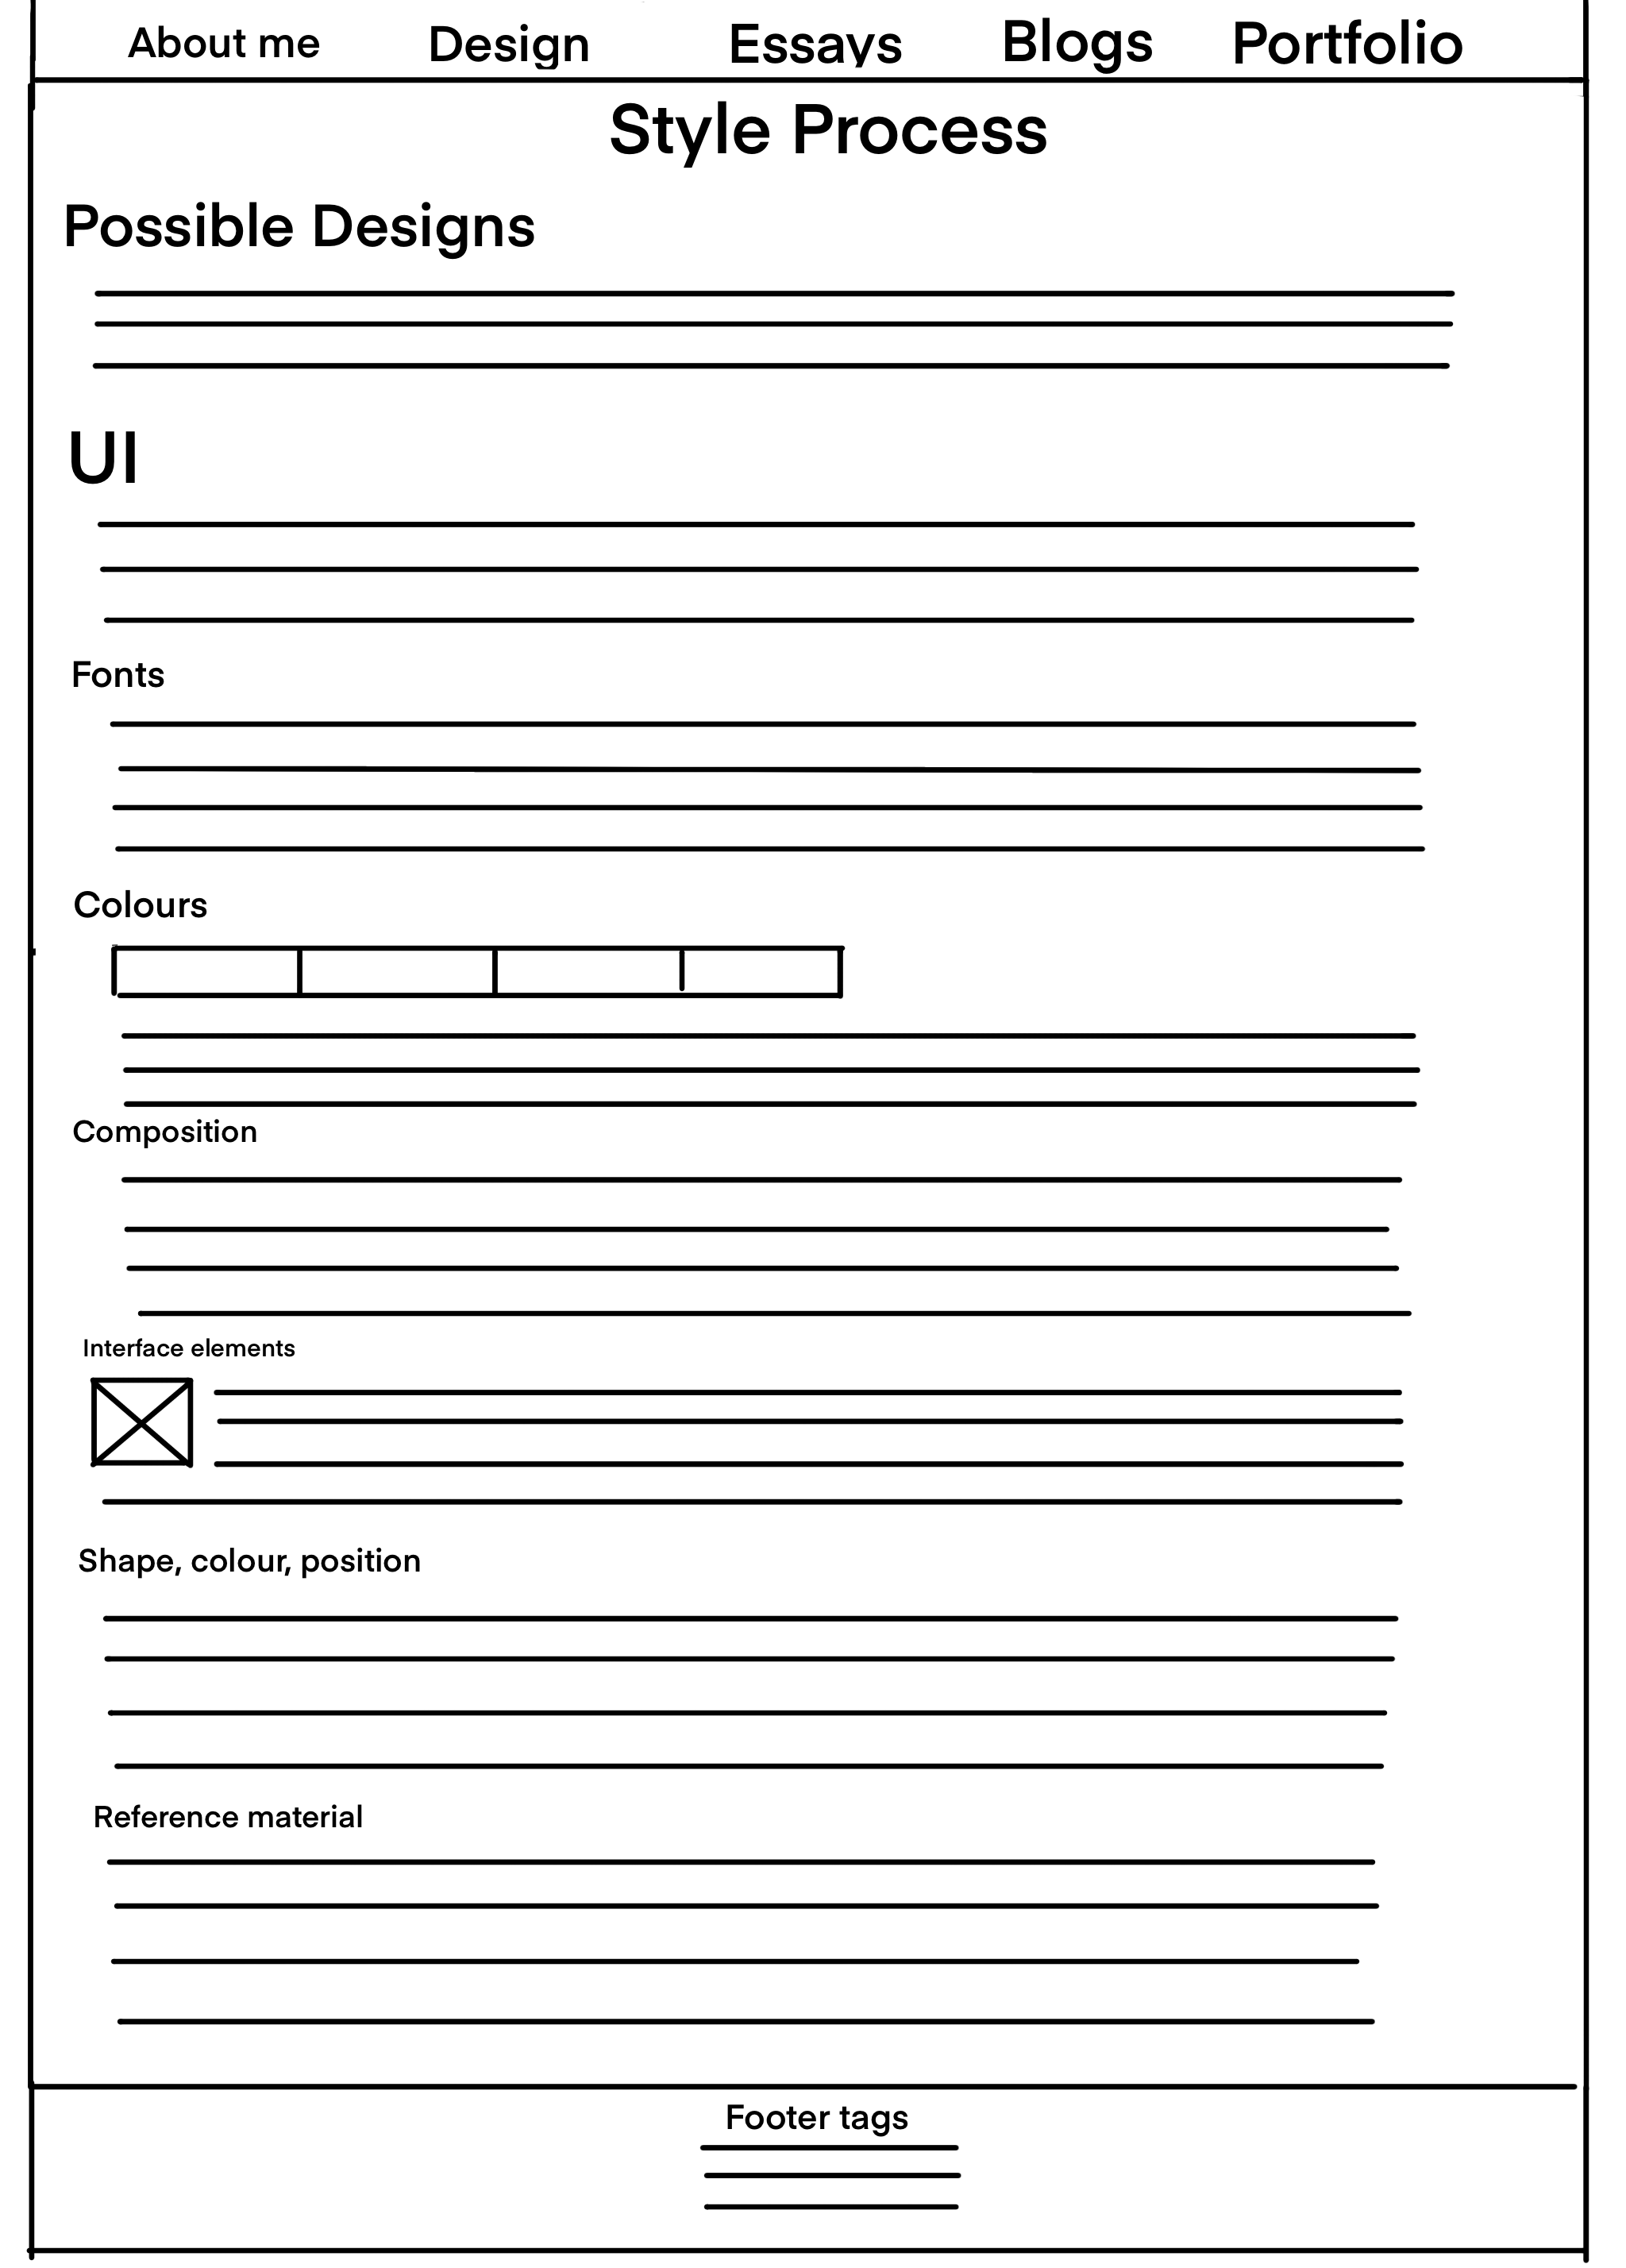 About me Design Essays Blogs Portfolio
Style Process
Possible Designs
UI
Fonts
Colours
Composition
Interface elements
Shape, colour, position
Reference material
Footer tags